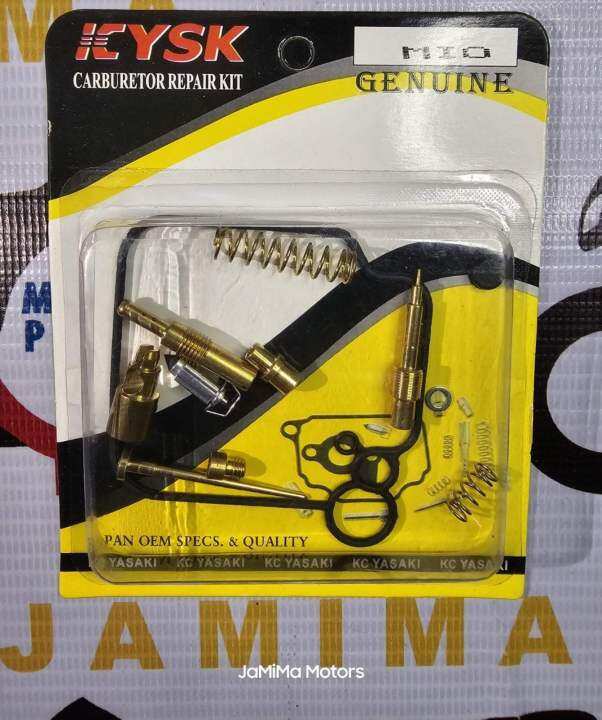 KYSK
CARBURETOR REPAIR KIT
MIO
GENUINE
M
P
PAN OEM SPECS. & QUALITY
YASAKI KC YASAKI KC YASAKI KC YASAKI KC YASAKI
JAMIMA
JaMiMa Motors